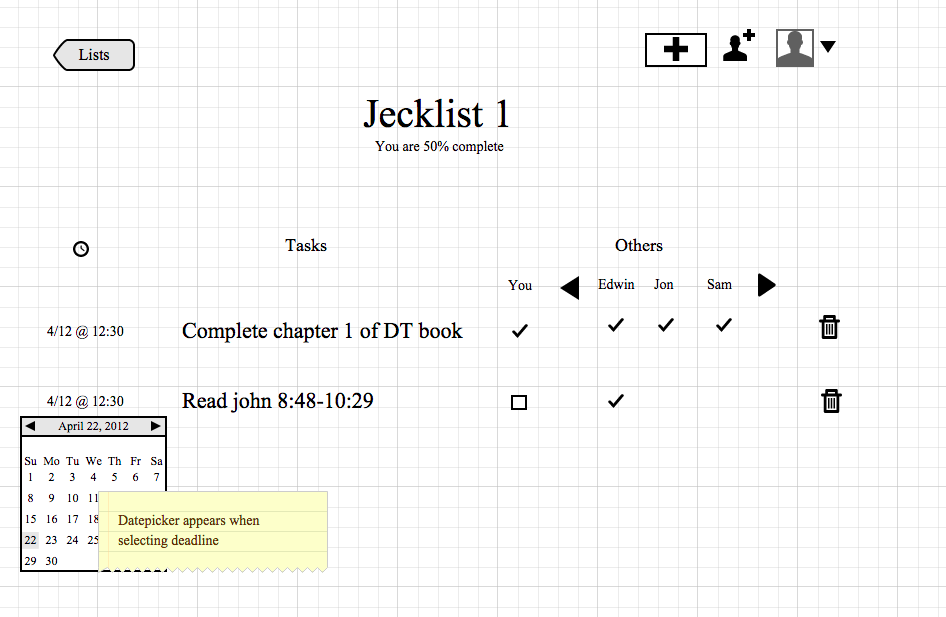 Lists
Jecklist 1
You are 50% complete
Tasks
Others
You
Edwin Jon Sam
4/12 @ 12:30 Complete chapter 1 of DT book
4/12 @ 12:30 Read john 8:48-10:29
April 22, 2012
Su Mo Tu We Th Fr Sa
1 2 3 4 5 6 7
8 9 10 11
15 16 17 18
22 23 24 25
29 30
Datepicker appears when
selecting deadline